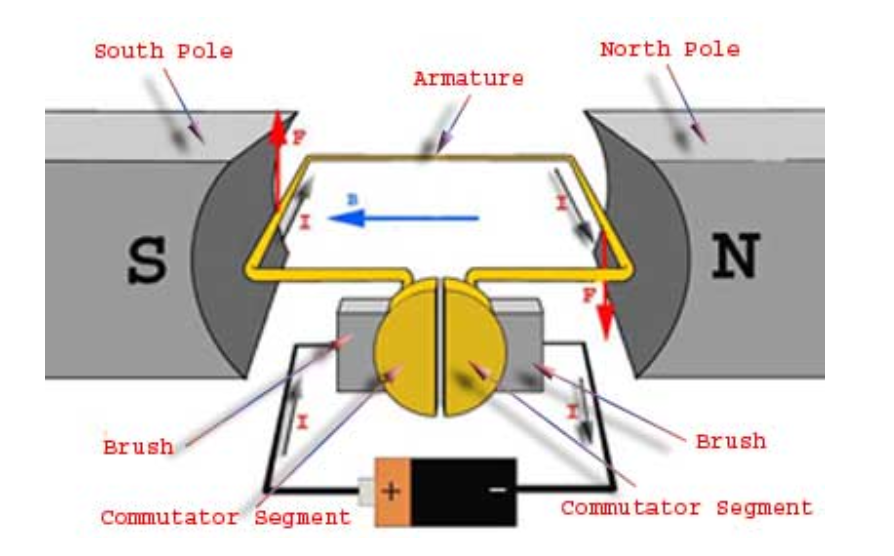 South Pole
North Pole
Armature
F
I
B
I
S
N
F
I
I
Brush
Brush
+
-
Commutator Segment
Commutator Segment